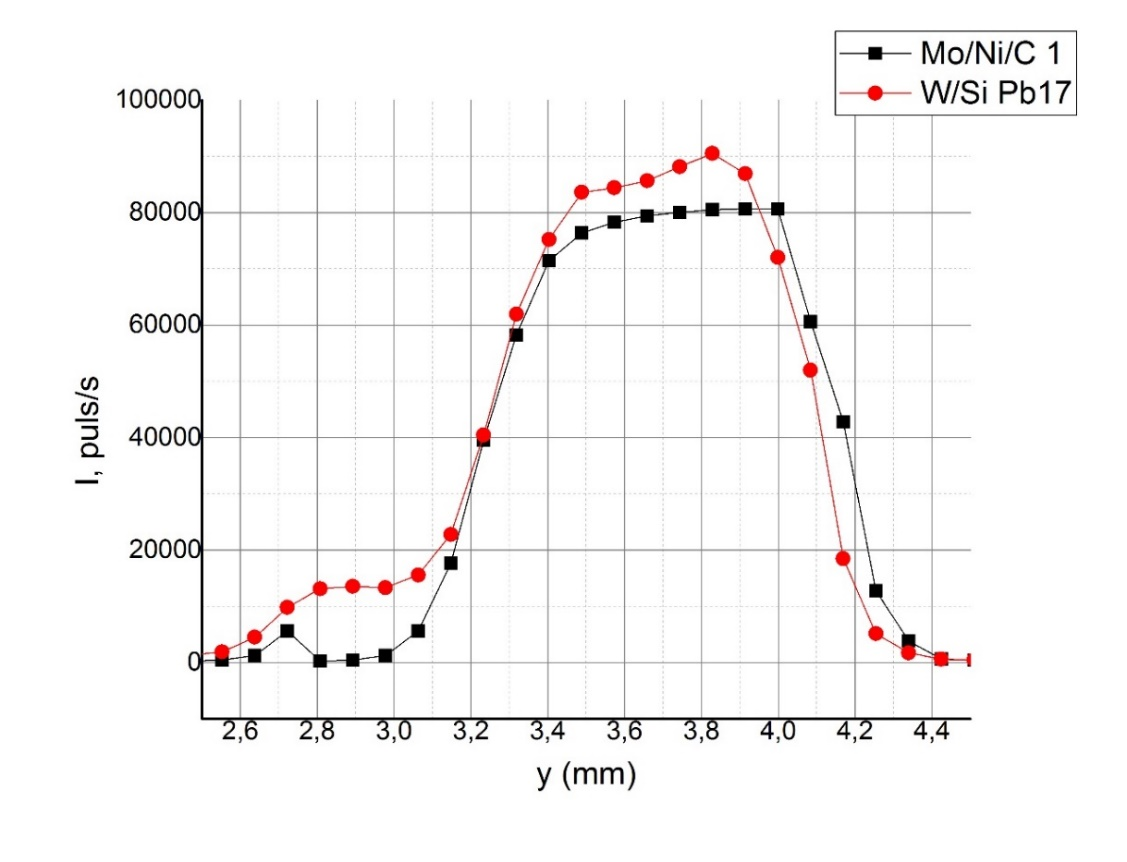 Mo/Ni/C 1
W/Si Pb17
100000
80000
60000
40000
20000
0
I, puls/s
2,6 2,8 3,0 3,2 3,4 3,6 3,8 4,0 4,2 4,4
y (mm)